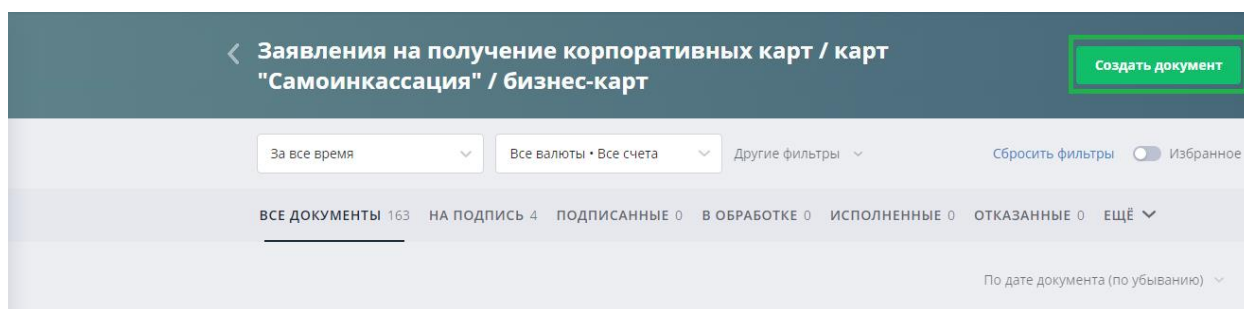 Заявления на получение корпоративных карт / карт
"Самоинкассация" / бизнес-карт
Создать документ
За все время
Все валюты • Все счета
Другие фильтры
Сбросить фильтры
Избранное
ВСЕ ДОКУМЕНТЫ 163 НА ПОДПИСЬ 4 ПОДПИСАННЫЕ 0 В ОБРАБОТКЕ 0 ИСПОЛНЕННЫЕ 0 ОТКАЗАННЫЕ 0 ЕЩЁ
По дате документа (по убыванию)